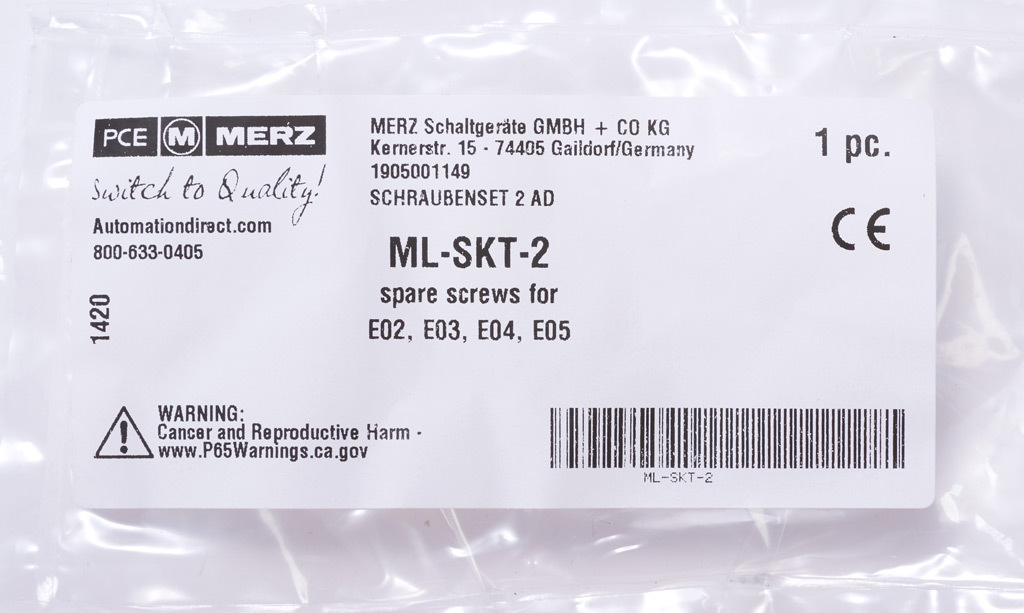 PCE M MERZ
Switch to Quality!
Automationdirect.com
800-633-0405
1420
MERZ Schaltgeräte GMBH + CO KG
Kernerstr. 15 - 74405 Gaildorf/Germany
1905001149
SCHRAUBENSET 2 AD
ML-SKT-2
spare screws for
E02, E03, E04, E05
1 pc.
CE
WARNING:
Cancer and Reproductive Harm -
www.P65Warnings.ca.gov
ML-SKT-2